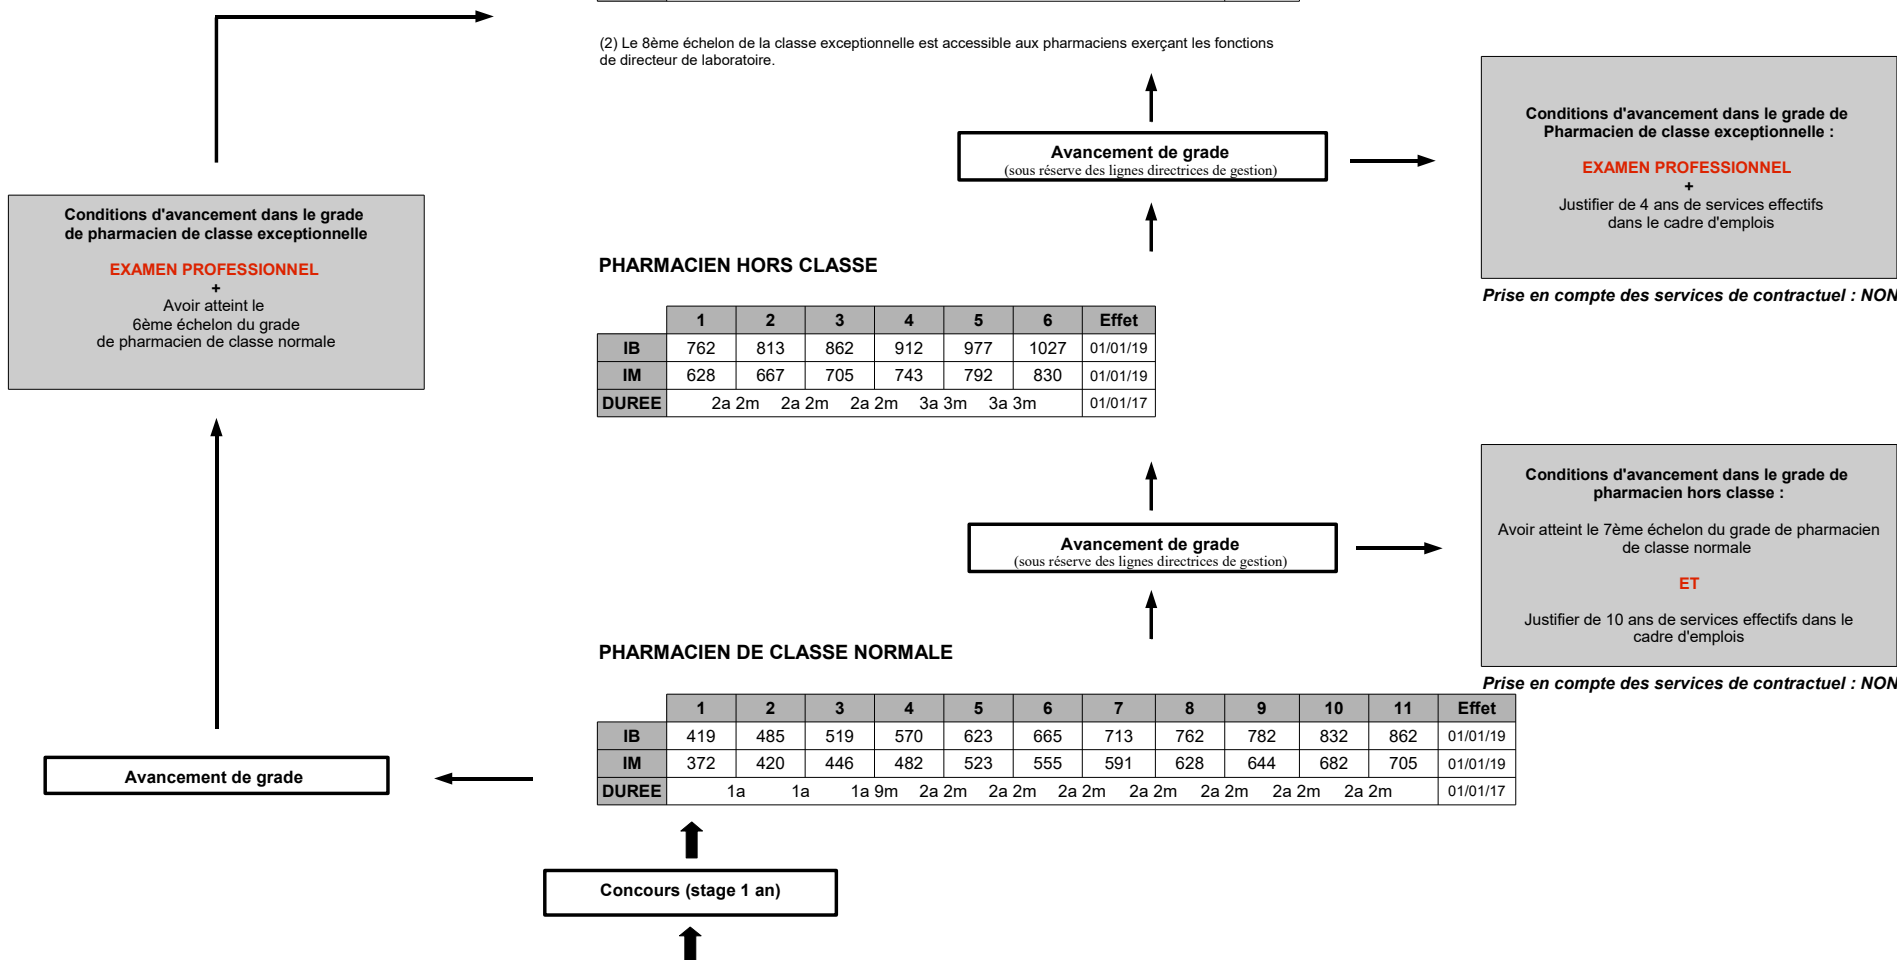 (2) Le 8ème échelon de la classe exceptionnelle est accessible aux pharmaciens exerçant les fonctions
de directeur de laboratoire.
Avancement de grade
(sous réserve des lignes directrices de gestion)
Conditions d'avancement dans le grade de
Pharmacien de classe exceptionnelle :
EXAMEN PROFESSIONNEL
+
Justifier de 4 ans de services effectifs
dans le cadre d'emplois
Prise en compte des services de contractuel : NON
Conditions d'avancement dans le grade
de pharmacien de classe exceptionnelle
EXAMEN PROFESSIONNEL
+
Avoir atteint le
6ème échelon du grade
de pharmacien de classe normale
PHARMACIEN HORS CLASSE
1 2 3 4 5 6 Effet
IB 762 813 862 912 977 1027 01/01/19
IM 628 667 705 743 792 830 01/01/19
DUREE 2a 2m 2a 2m 2a 2m 3a 3m 3a 3m 01/01/17
Avancement de grade
(sous réserve des lignes directrices de gestion)
Conditions d'avancement dans le grade de
pharmacien hors classe :
Avoir atteint le 7ème échelon du grade de pharmacien
de classe normale
ET
Justifier de 10 ans de services effectifs dans le
cadre d'emplois
Prise en compte des services de contractuel : NON
PHARMACIEN DE CLASSE NORMALE
1 2 3 4 5 6 7 8 9 10 11 Effet
IB 419 485 519 570 623 665 713 762 782 832 862 01/01/19
IM 372 420 446 482 523 555 591 628 644 682 705 01/01/19
DUREE 1a 1a 1a 9m 2a 2m 2a 2m 2a 2m 2a 2m 2a 2m 2a 2m 2a 2m 01/01/17
Avancement de grade
Concours (stage 1 an)